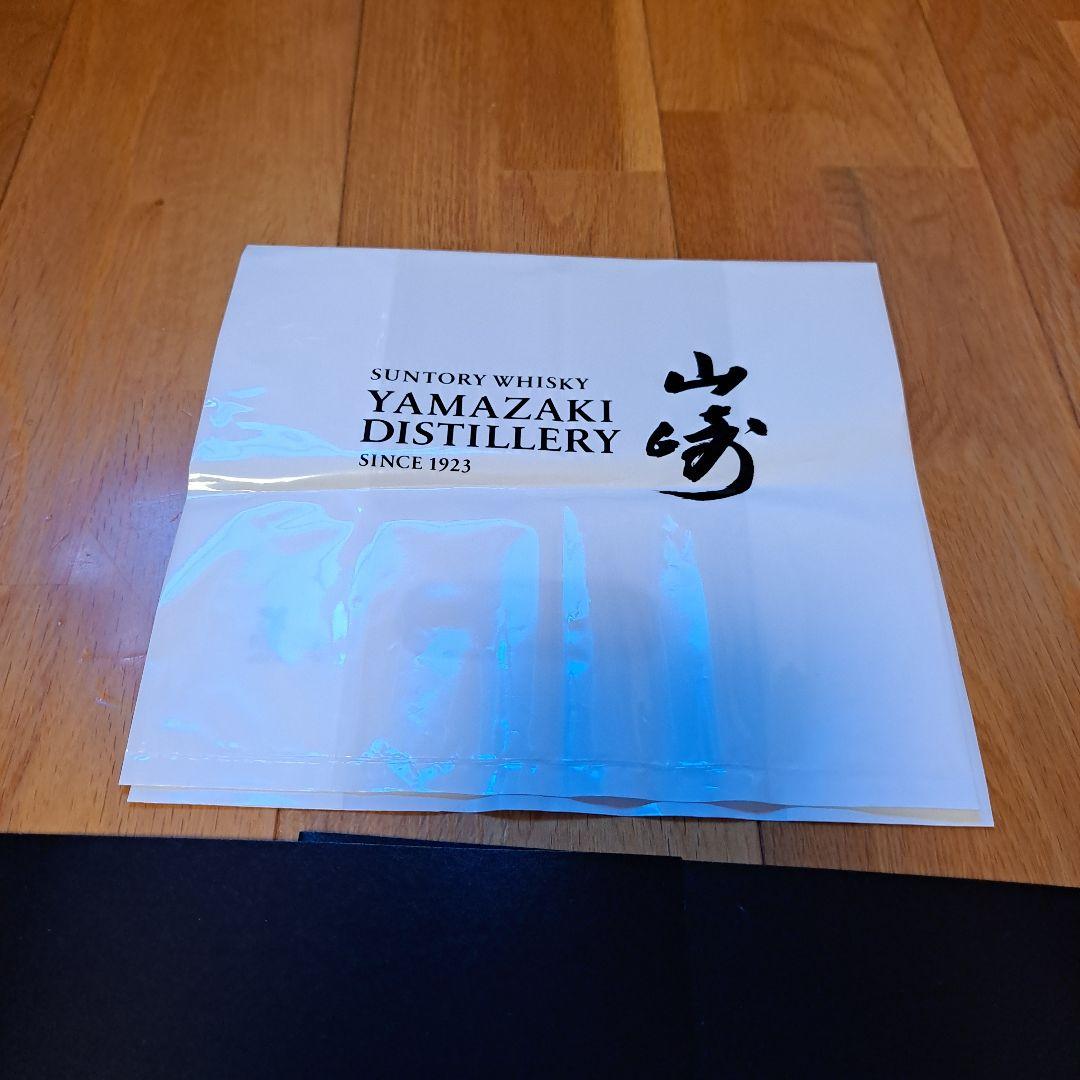 SUNTORY WHISKY
YAMAZAKI
DISTILLERY
SINCE 1923
山崎